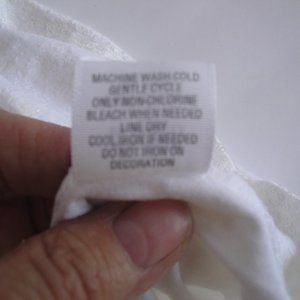 MACHINE WASH COLD
GENTLE CYCLE
ONLY NON-CHLORINE
BLEACH WHEN NEEDED
LINE DRY
COOL IRON IF NEEDED
DO NOT IRON ON
DECORATION